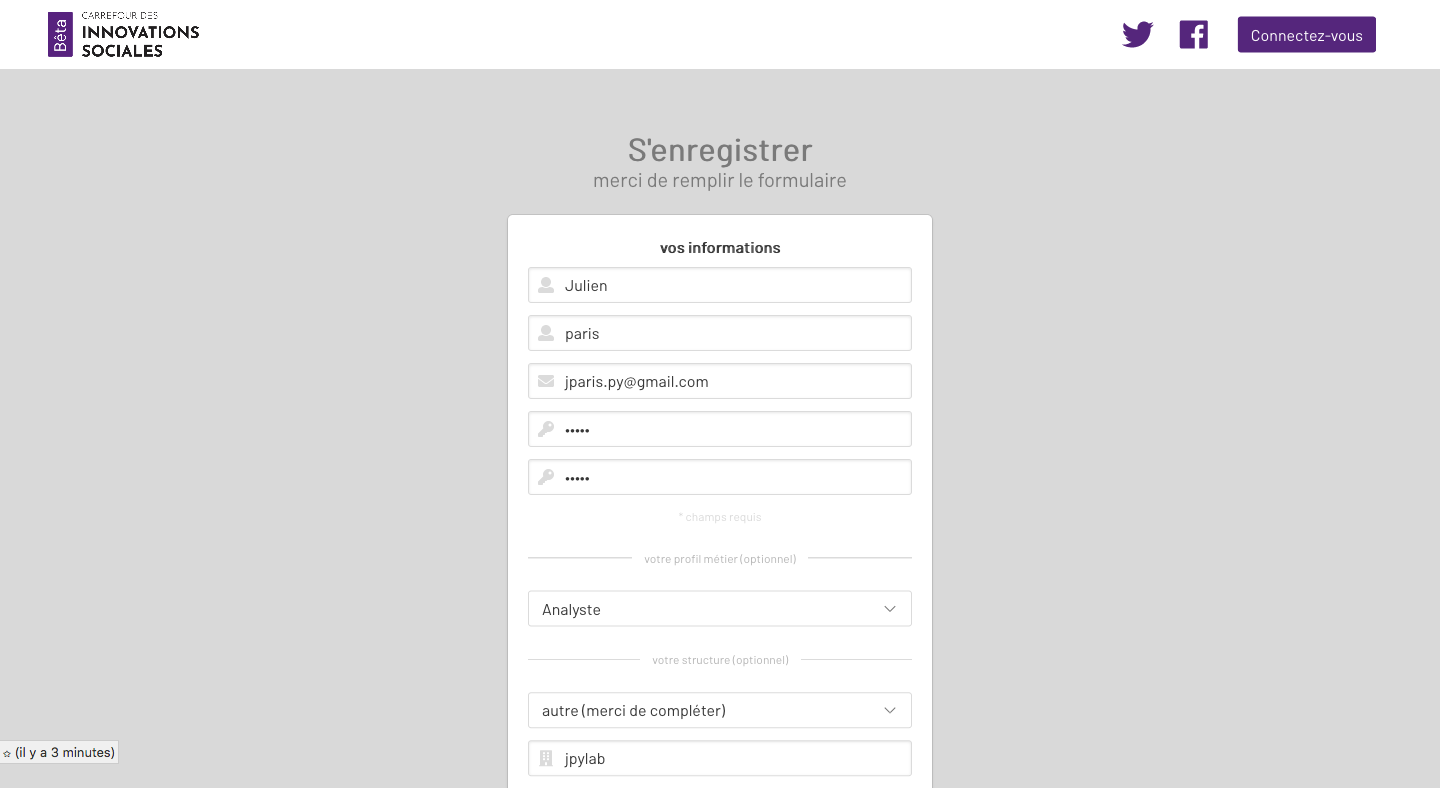 Bêta
CARREFOUR DES
INNOVATIONS
SOCIALES
Connectez-vous
S'enregistrer
merci de remplir le formulaire
vos informations
Julien
paris
jparis.py@gmail.com
•••••
•••••
* champs requis
votre profil métier (optionnel)
Analyste
votre structure (optionnel)
autre (merci de compléter)
☆ (il y a 3 minutes)
jpylab